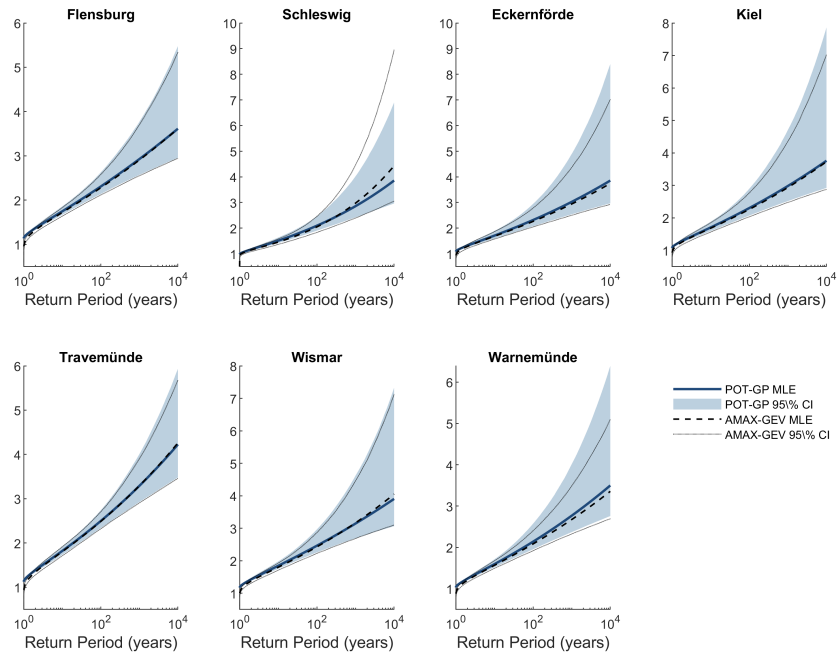 Flensburg
6
5
4
3
2
1
10^0 10^2 10^4
Return Period (years)
Schleswig
10
9
8
7
6
5
4
3
2
1
10^0 10^2 10^4
Return Period (years)
Eckernförde
10
9
8
7
6
5
4
3
2
1
10^0 10^2 10^4
Return Period (years)
Kiel
8
7
6
5
4
3
2
1
10^0 10^2 10^4
Return Period (years)
Travemünde
6
5
4
3
2
1
10^0 10^2 10^4
Return Period (years)
Wismar
8
7
6
5
4
3
2
1
10^0 10^2 10^4
Return Period (years)
Warnemünde
6
5
4
3
2
1
10^0 10^2 10^4
Return Period (years)
POT-GP MLE
POT-GP 95\% CI
AMAX-GEV MLE
AMAX-GEV 95\% CI